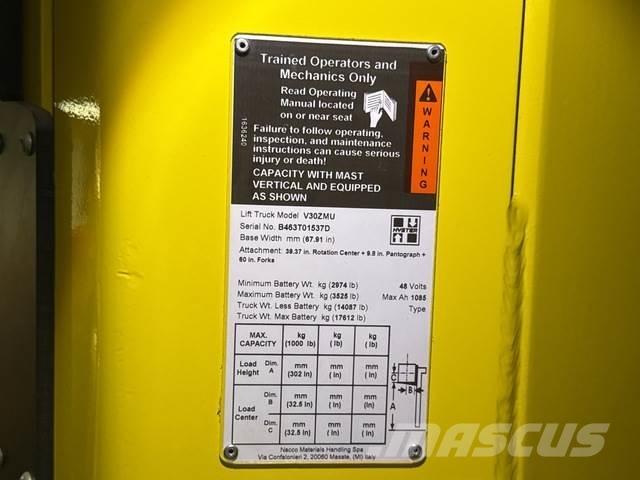 Trained Operators and
Mechanics Only
Read Operating
Manual located
on or near seat
Failure to follow operating,
inspection, and maintenance
instructions can cause serious
injury or death!
CAPACITY WITH MAST
VERTICAL AND EQUIPPED
AS SHOWN
WARNING
1636240
Lift Truck Model V30ZMU
Serial No. B463T01537D
Base Width mm (67.91 in)
HYSTER
Attachment: 38.37 in. Rotation Center + 9.8 in. Pantograph +
60 in. Forks
Minimum Battery Wt. kg (2974 lb) 48 Volts
Maximum Battery Wt. kg (3525 lb) Max Ah 1085
Truck Wt. Less Battery kg (14087 lb) Type
Truck Wt. Max Battery kg (17612 lb)
MAX. CAPACITY kg (1000 lb) kg ( lb) kg ( lb)
Load Height Dim. A mm (302 in) mm ( in) mm ( in)
Load Center Dim. B mm (32.5 in) mm ( in) mm (in)
Dim. C mm (32.5 in) mm ( in) mm ( in)
C
B
A
Nacco Materials Handling Spa
Via Confalonieri 2, 20060 Masate, (MI) Italy
MASCUS